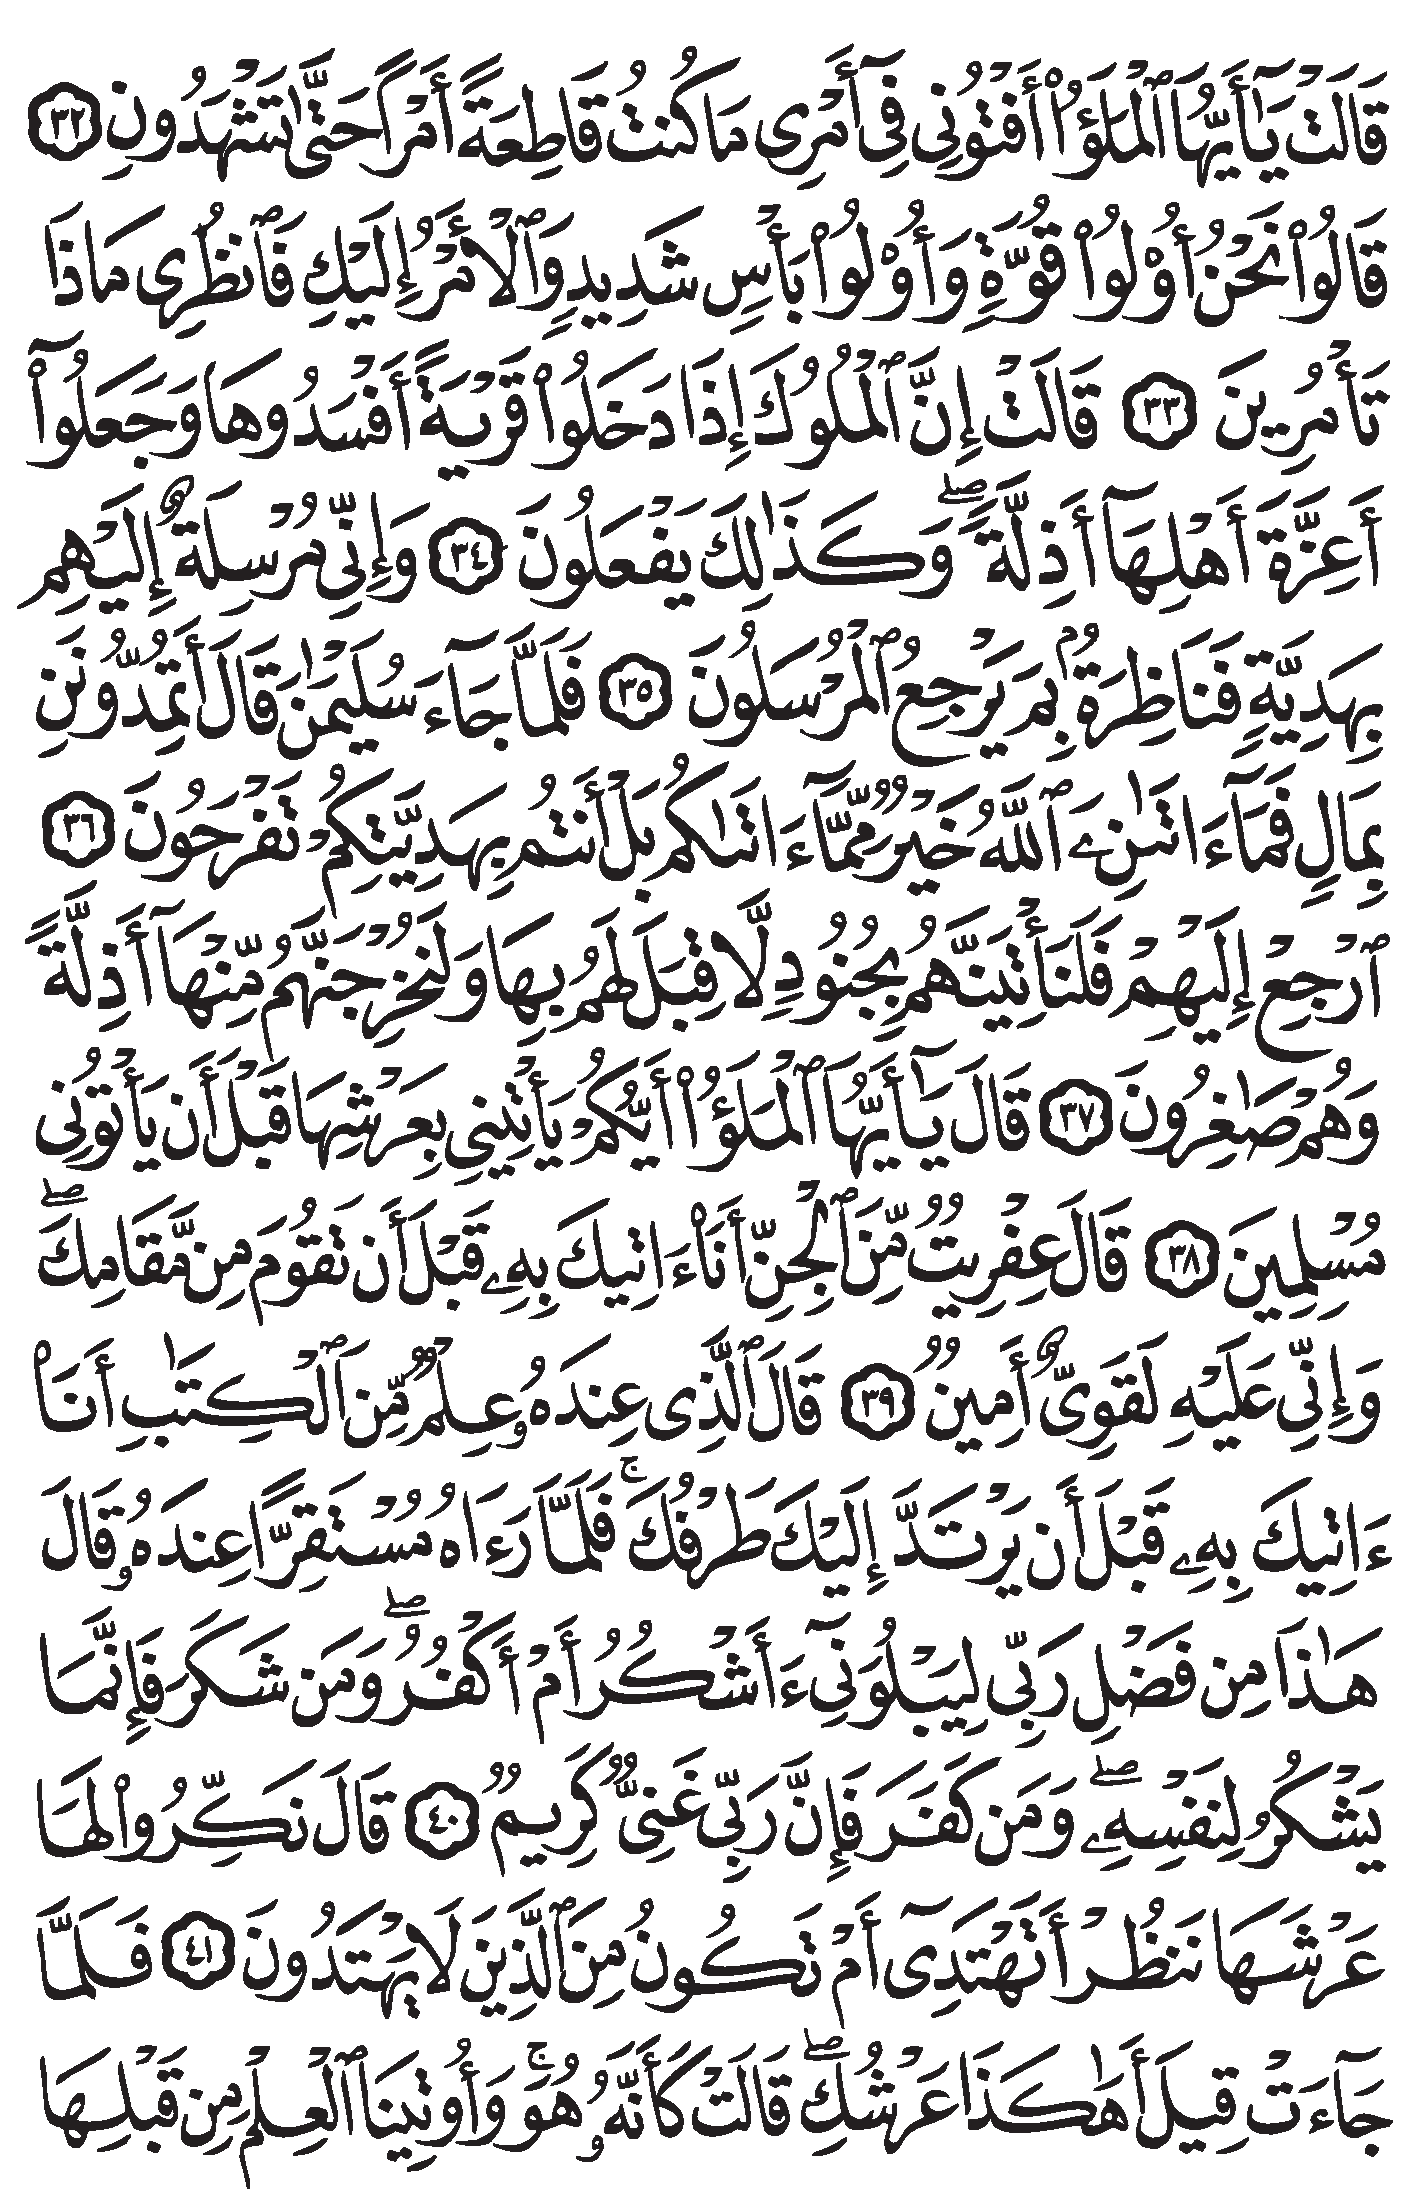 قَالَتْ يَـٰٓأَيُّهَا ٱلْمَلَؤُا۟ أَفْتُونِى فِىٓ أَمْرِى مَا كُنتُ قَاطِعَةً أَمْرًا حَتَّىٰ تَشْهَدُونِ ٣٢
قَالُوا۟ نَحْنُ أُو۟لُوا۟ قُوَّةٍ وَأُو۟لُوا۟ بَأْسٍ شَدِيدٍ وَٱلْأَمْرُ إِلَيْكِ فَٱنظُرِى مَاذَا
تَأْمُرِينَ ٣٣ قَالَتْ إِنَّ ٱلْمُلُوكَ إِذَا دَخَلُوا۟ قَرْيَةً أَفْسَدُوهَا وَجَعَلُوٓا۟
أَعِزَّةَ أَهْلِهَآ أَذِلَّةً ۖ وَكَذَٰلِكَ يَفْعَلُونَ ٣٤ وَإِنِّى مُرْسِلَةٌ إِلَيْهِم
بِهَدِيَّةٍ فَنَاظِرَةٌۢ بِمَ يَرْجِعُ ٱلْمُرْسَلُونَ ٣٥ فَلَمَّا جَآءَ سُلَيْمَـٰنَ قَالَ أَتُمِدُّونَنِ
بِمَالٍ فَمَآ ءَاتَىٰنِۦَ ٱللَّهُ خَيْرٌ مِّمَّآ ءَاتَىٰكُم بَلْ أَنتُم بِهَدِيَّتِكُمْ تَفْرَحُونَ ٣٦
ٱرْجِعْ إِلَيْهِمْ فَلَنَأْتِيَنَّهُم بِجُنُودٍ لَّا قِبَلَ لَهُم بِهَا وَلَنُخْرِجَنَّهُم مِّنْهَآ أَذِلَّةً
وَهُمْ صَـٰغِرُونَ ٣٧ قَالَ يَـٰٓأَيُّهَا ٱلْمَلَؤُا۟ أَيُّكُمْ يَأْتِينِى بِعَرْشِهَا قَبْلَ أَن يَأْتُونِى
مُسْلِمِينَ ٣٨ قَالَ عِفْرِيتٌ مِّنَ ٱلْجِنِّ أَنَا۠ ءَاتِيكَ بِهِۦ قَبْلَ أَن تَقُومَ مِن مَّقَامِكَ ۖ
وَإِنِّى عَلَيْهِ لَقَوِىٌّ أَمِينٌ ٣٩ قَالَ ٱلَّذِى عِندَهُۥ عِلْمٌ مِّنَ ٱلْكِتَـٰبِ أَنَا۠
ءَاتِيكَ بِهِۦ قَبْلَ أَن يَرْتَدَّ إِلَيْكَ طَرْفُكَ ۚ فَلَمَّا رَءَاهُ مُسْتَقِرًّا عِندَهُۥ قَالَ
هَـٰذَا مِن فَضْلِ رَبِّى لِيَبْلُوَنِىٓ ءَأَشْكُرُ أَمْ أَكْفُرُ ۖ وَمَن شَكَرَ فَإِنَّمَا
يَشْكُرُ لِنَفْسِهِۦ ۖ وَمَن كَفَرَ فَإِنَّ رَبِّى غَنِىٌّ كَرِيمٌ ٤٠ قَالَ نَكِّرُوا۟ لَهَا
عَرْشَهَا نَنظُرْ أَتَهْتَدِىٓ أَمْ تَكُونُ مِنَ ٱلَّذِينَ لَا يَهْتَدُونَ ٤١ فَلَمَّا
جَآءَتْ قِيلَ أَهَـٰكَذَا عَرْشُكِ ۖ قَالَتْ كَأَنَّهُۥ هُوَ ۚ وَأُوتِينَا ٱلْعِلْمَ مِن قَبْلِهَا